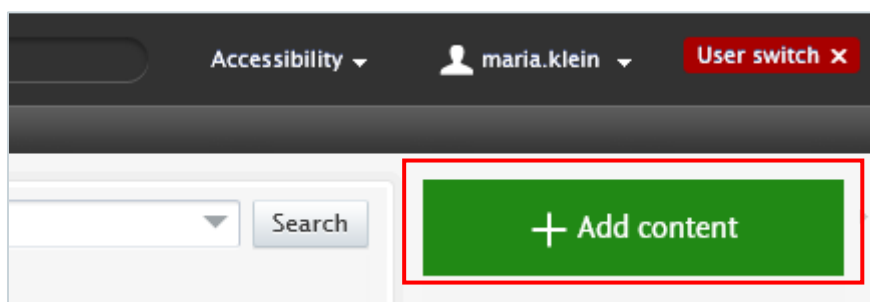 Accessibility
maria.klein
User switch ×
Search
+ Add content